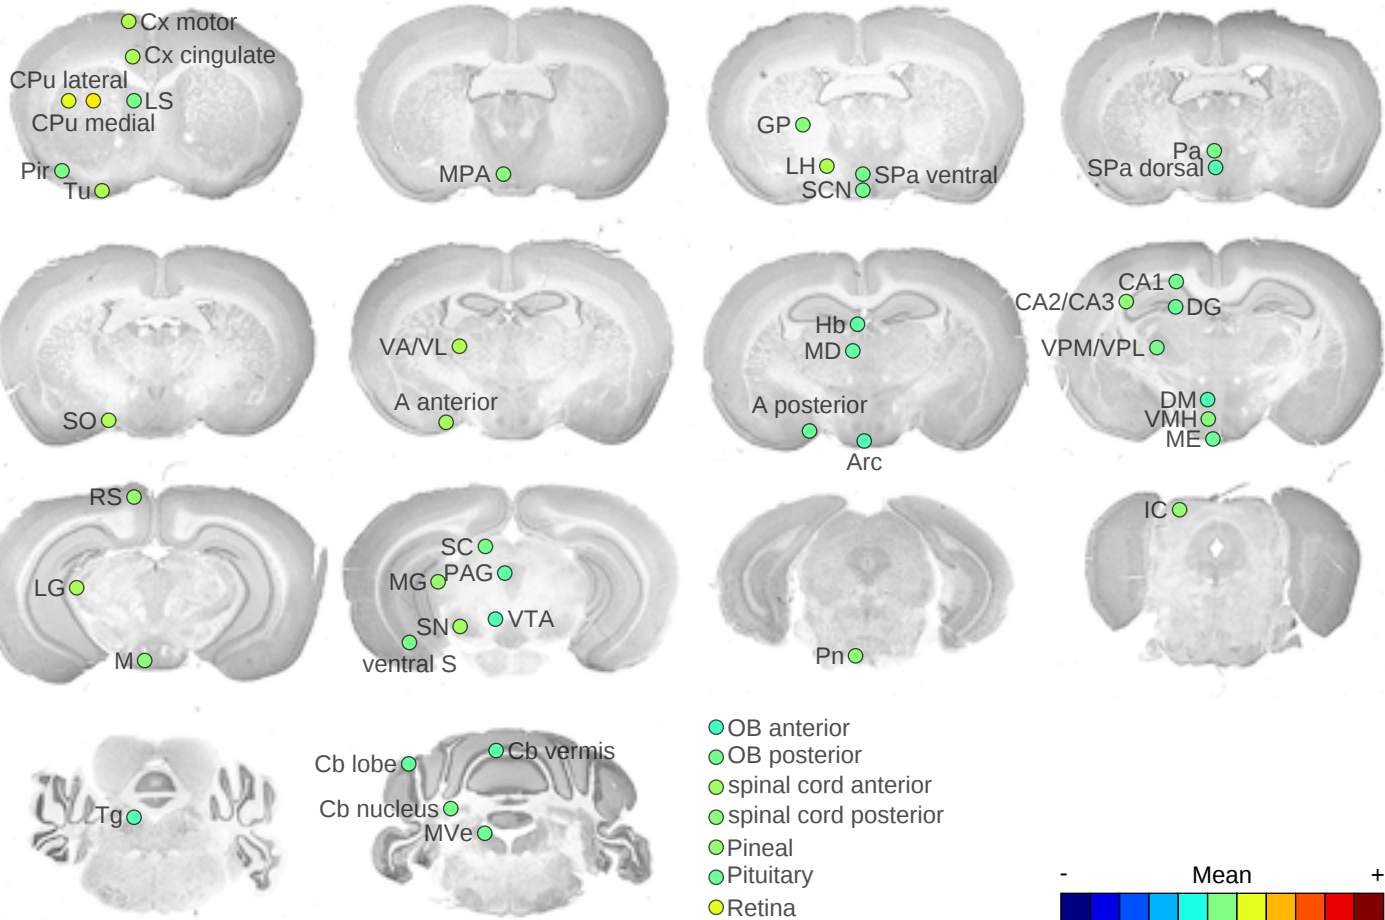 Cx motor
Cx cingulate
CPu lateral
LS
CPu medial
Pir
Tu
MPA
GP
LH
SPa ventral
SCN
Pa
SPa dorsal
SO
VA/VL
A anterior
Hb
MD
A posterior
Arc
CA1
CA2/CA3
DG
VPM/VPL
DM
VMH
ME
RS
LG
M
SC
MG
PAG
SN
VTA
ventral S
Pn
IC
Tg
Cb lobe
Cb vermis
Cb nucleus
MVe
OB anterior
OB posterior
spinal cord anterior
spinal cord posterior
Pineal
Pituitary
Retina
- Mean +